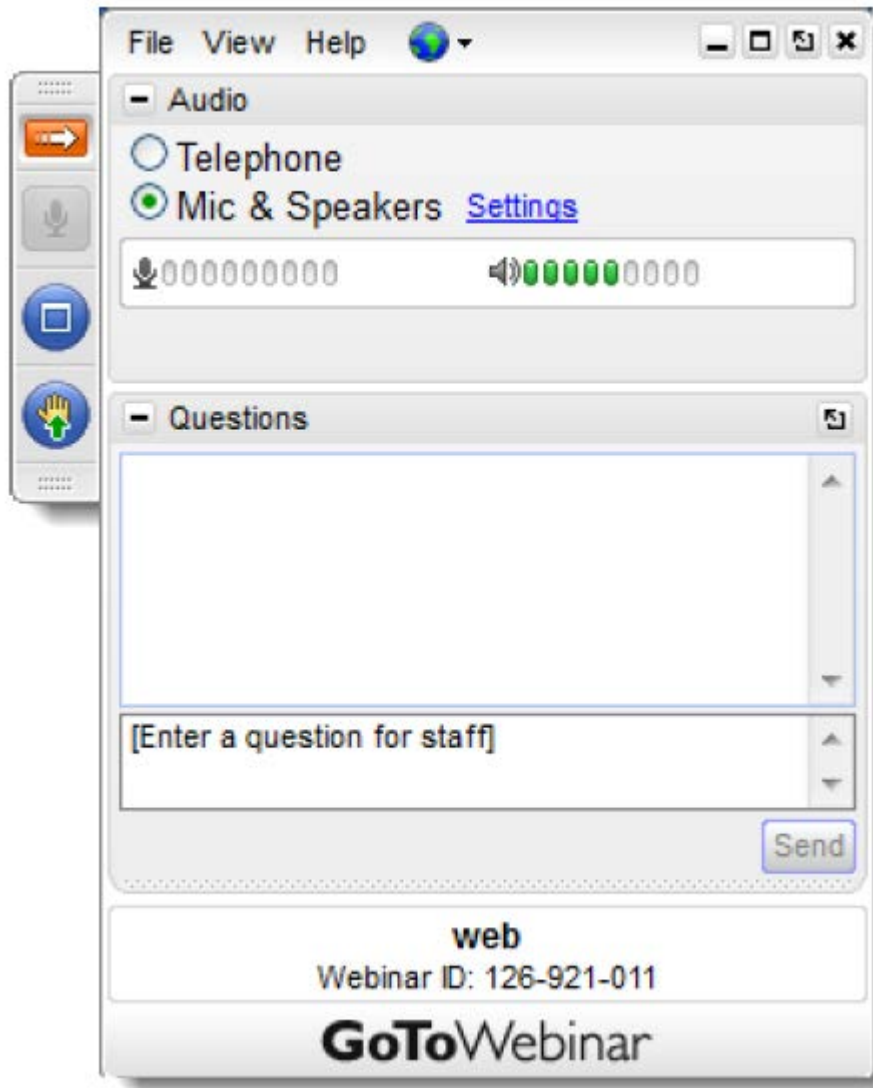 File View Help
Audio
Telephone
Mic & Speakers Settings
Questions
[Enter a question for staff]
Send
web
Webinar ID: 126-921-011
GoToWebinar